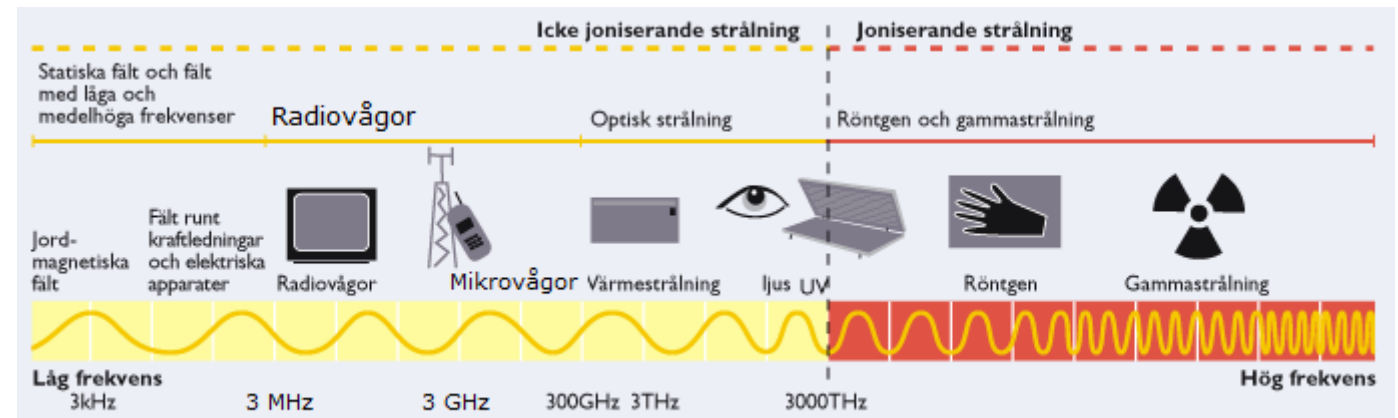 Icke joniserande strålning
Joniserande strålning
Statiska fält och fält
med låga och
medelhöga frekvenser
Radiovågor
Optisk strålning
Röntgen och gammastrålning
Jord-
magnetiska
fält
Fält runt
kraftledningar
och elektriska
apparater
Radiovågor
Mikrovågor
Värmestrålning
ljus
UV
Röntgen
Gammastrålning
Låg frekvens
Hög frekvens
3kHz
3 MHz
3 GHz
300GHz
3THz
3000THz